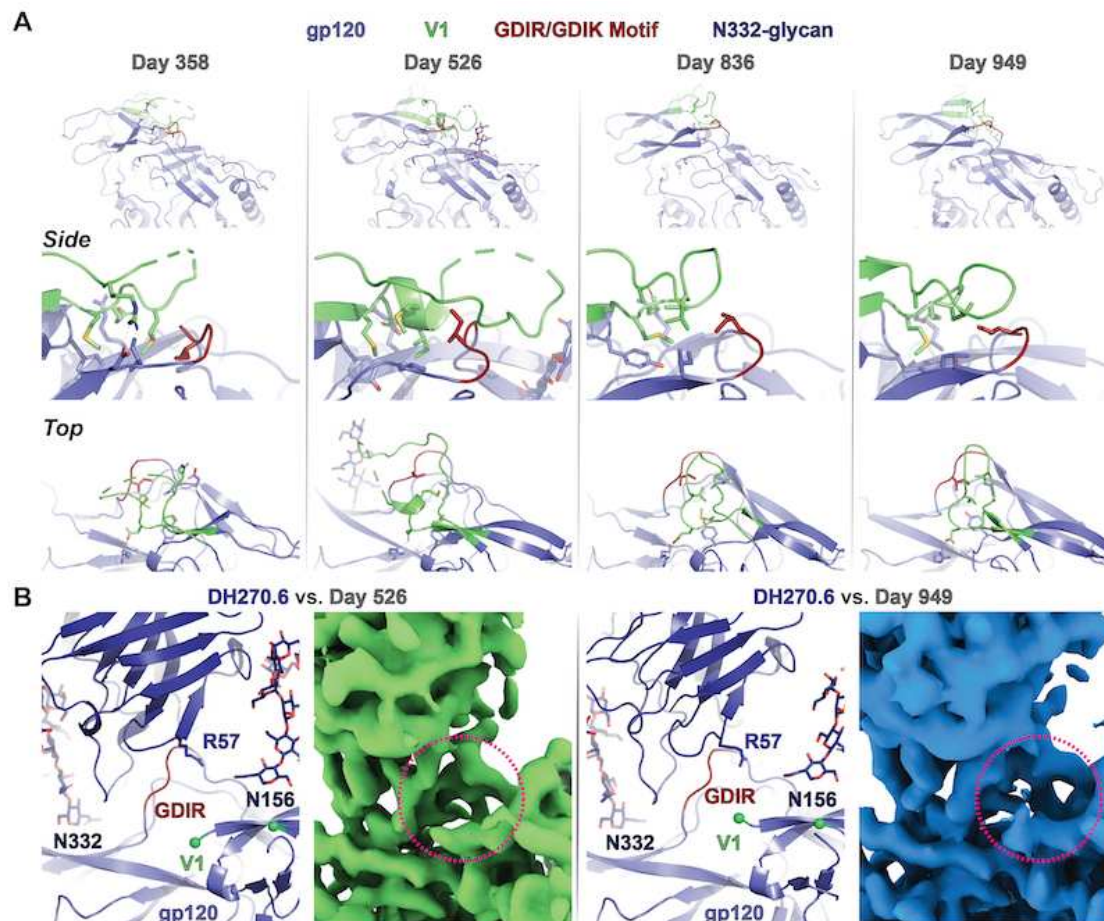 A
gp120 V1 GDIR/GDIK Motif N332-glycan
Day 358 Day 526 Day 836 Day 949
Side
Top
B
DH270.6 vs. Day 526 DH270.6 vs. Day 949
R57 R57
GDIR N156 GDIR N156
N332 N332
V1 V1
gp120 gp120